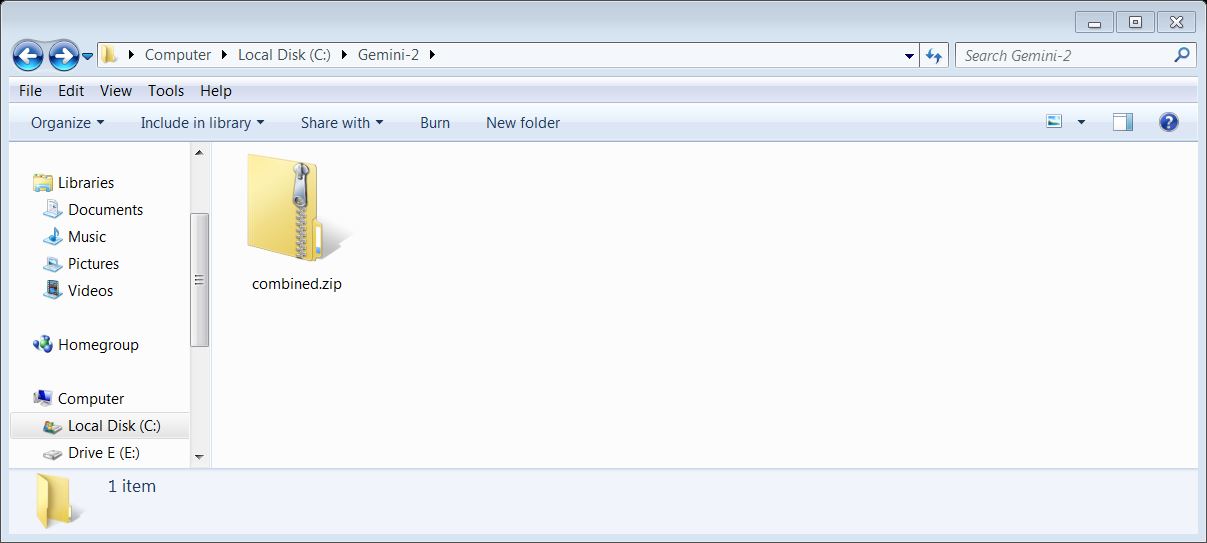 Computer Local Disk (C:) Gemini-2 Search Gemini-2
File Edit View Tools Help
Organize Include in library Share with Burn New folder
Libraries
Documents
Music
Pictures
Videos
Homegroup
Computer
Local Disk (C:)
Drive E (E:)
combined.zip
1 item